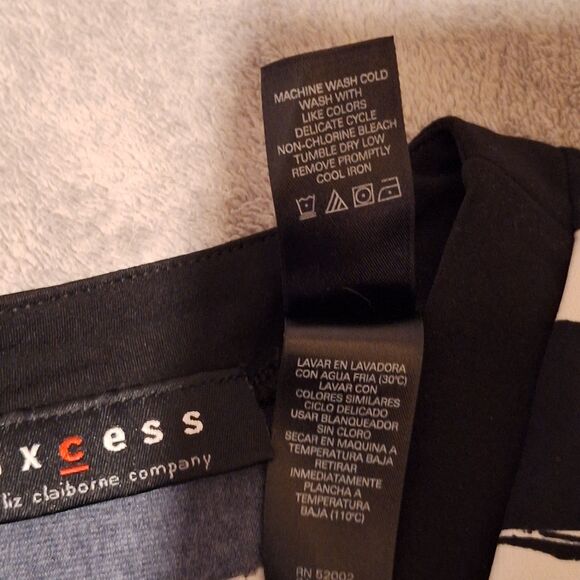 MACHINE WASH COLD
WASH WITH
LIKE COLORS
DELICATE CYCLE
NON-CHLORINE BLEACH
TUMBLE DRY LOW
REMOVE PROMPTLY
COOL IRON
LAVAR EN LAVADORA
CON AGUA FRIA (30°C)
LAVAR CON
COLORES SIMILARES
CICLO DELICADO
USAR BLANQUEADOR
SIN CLORO
SECAR EN MAQUINA A
TEMPERATURA BAJA
RETIRAR
INMEDIATAMENTE
PLANCHA A
TEMPERATURA
BAJA (110°C)
RN 52002
xcess
liz claiborne company